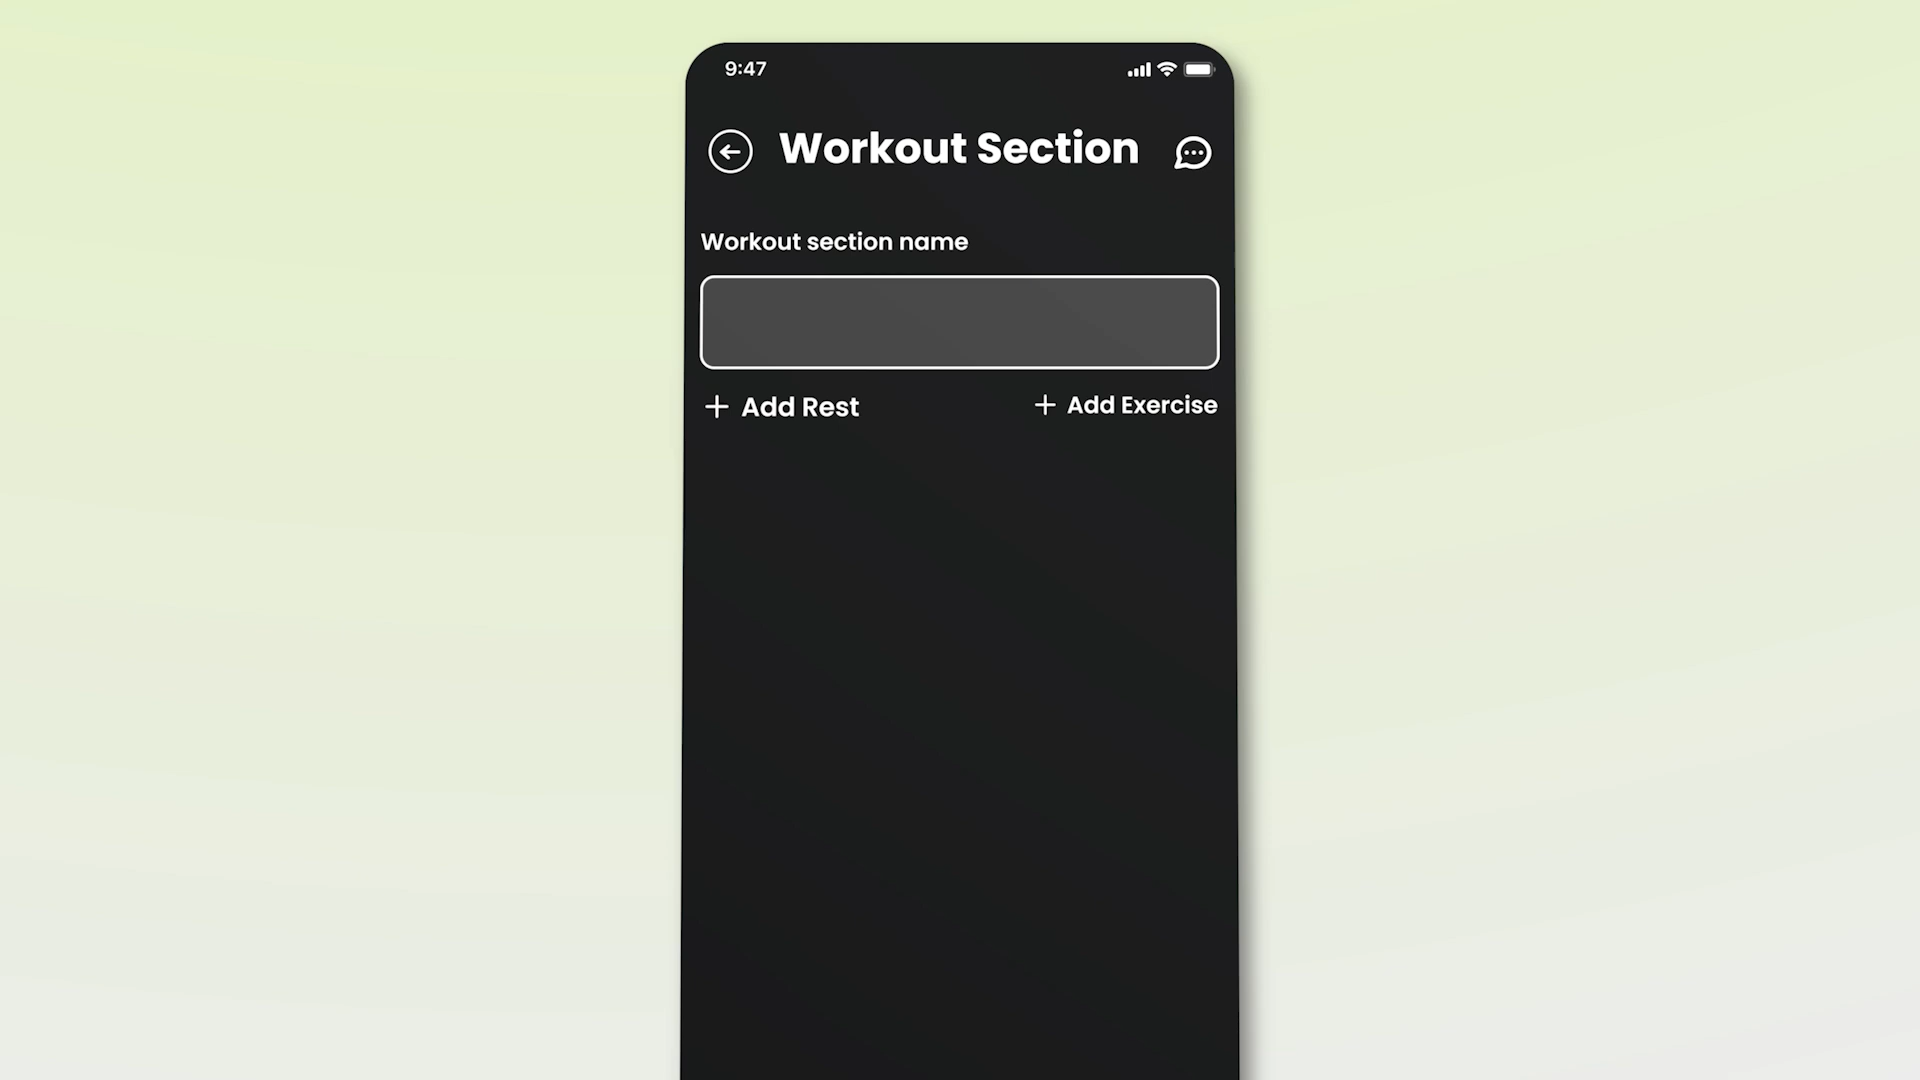 9:47
Workout Section
Workout section name
Add Rest
Add Exercise